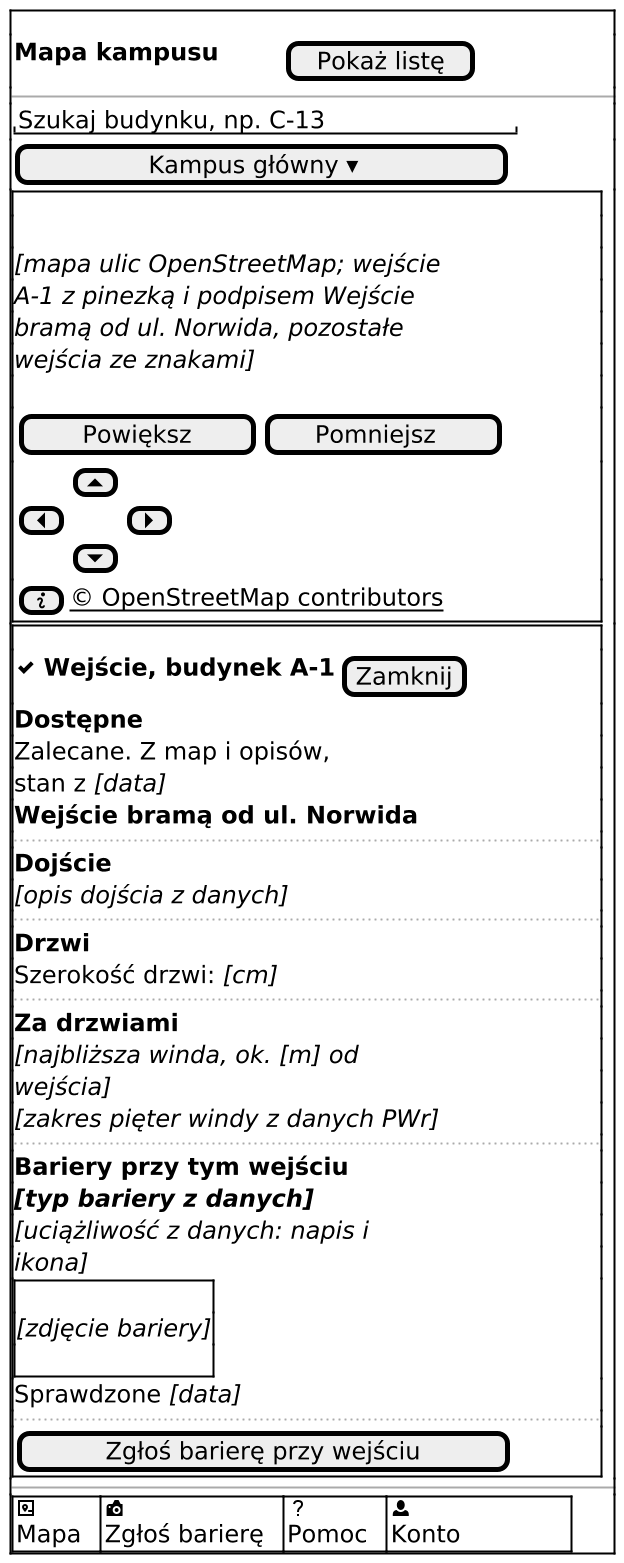 Mapa kampusu
Pokaż listę
Szukaj budynku, np. C-13
Kampus główny ▾
[mapa ulic OpenStreetMap; wejście
A-1 z pinezką i podpisem Wejście
bramą od ul. Norwida, pozostałe
wejścia ze znakami]
Powiększ Pomniejsz
© OpenStreetMap contributors
✔ Wejście, budynek A-1 Zamknij
Dostępne
Zalecane. Z map i opisów,
stan z [data]
Wejście bramą od ul. Norwida
Dojście
[opis dojścia z danych]
Drzwi
Szerokość drzwi: [cm]
Za drzwiami
[najbliższa winda, ok. [m] od
wejścia]
[zakres pięter windy z danych PWr]
Bariery przy tym wejściu
[typ bariery z danych]
[uciążliwość z danych: napis i
ikona]
[zdjęcie bariery]
Sprawdzone [data]
Zgłoś barierę przy wejściu
Mapa Zgłoś barierę Pomoc Konto